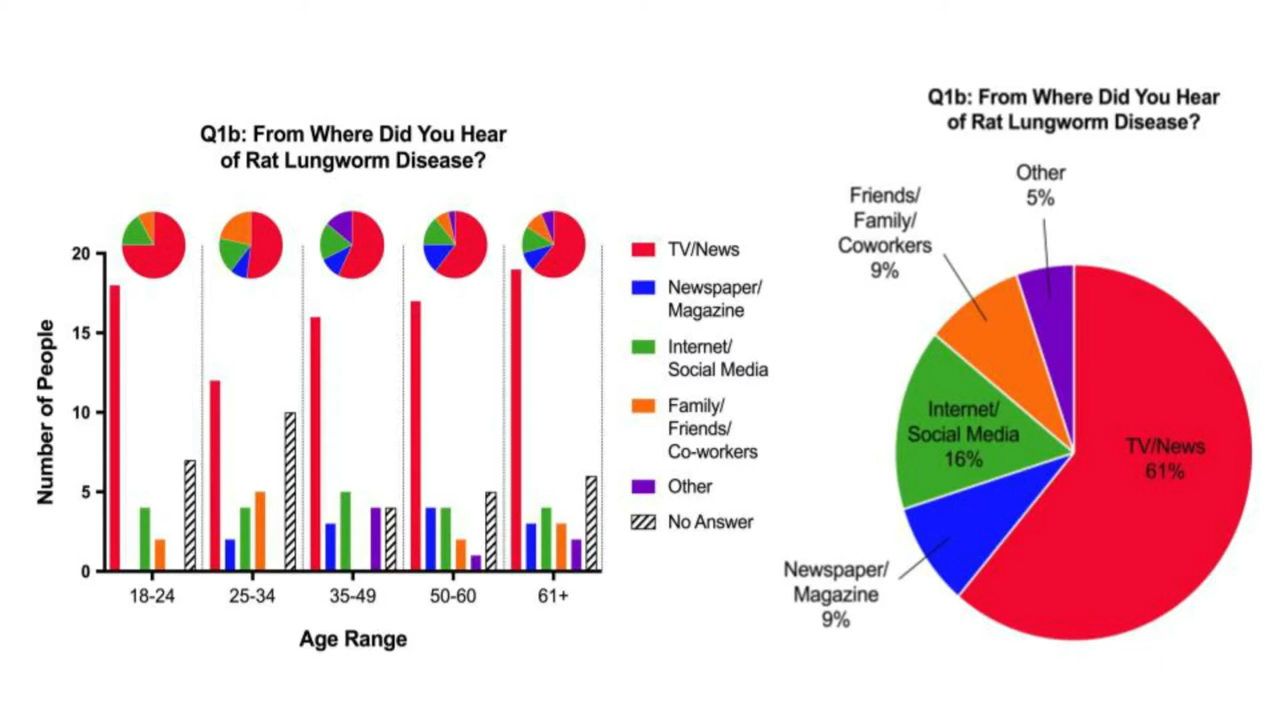 Q1b: From Where Did You Hear
of Rat Lungworm Disease?
20
15
10
5
0
Number of People
18-24
25-34
35-49
50-60
61+
Age Range
TV/News
Newspaper/
Magazine
Internet/
Social Media
Family/
Friends/
Co-workers
Other
No Answer
Q1b: From Where Did You Hear
of Rat Lungworm Disease?
Other
5%
Friends/
Family/
Coworkers
9%
Internet/
Social Media
16%
TV/News
61%
Newspaper/
Magazine
9%